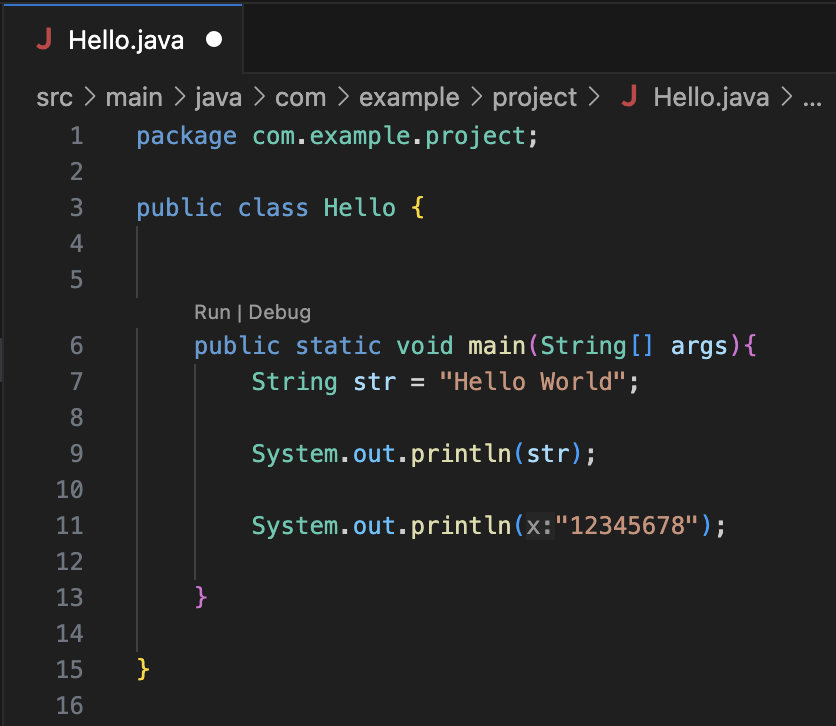 J Hello.java
src > main > java > com > example > project > J Hello.java > ...
1 package com.example.project;
2
3 public class Hello {
4
5
Run | Debug
6 public static void main(String[] args){
7 String str = "Hello World";
8
9 System.out.println(str);
10
11 System.out.println(x:"12345678");
12
13 }
14
15 }
16